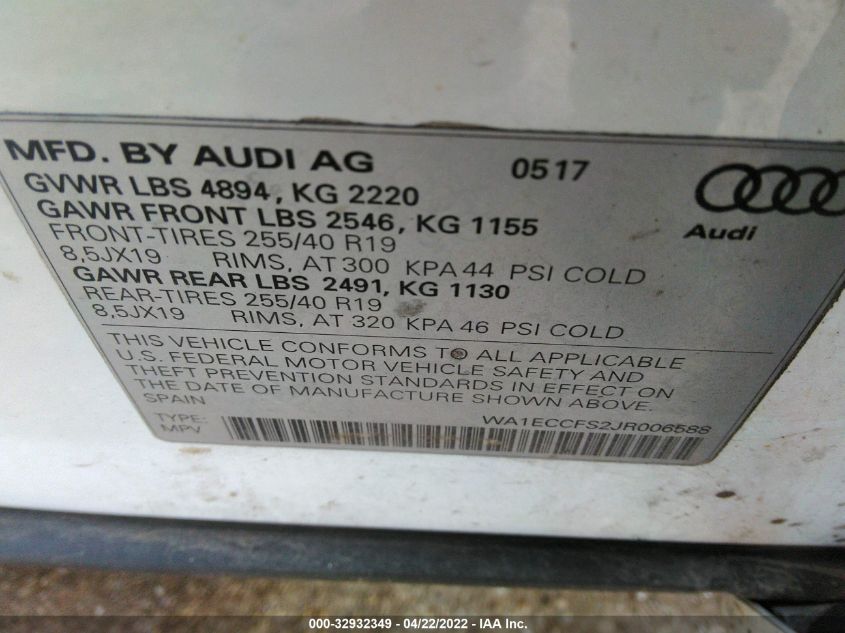 MFD. BY AUDI AG 0517
GVWR LBS 4894, KG 2220
GAWR FRONT LBS 2546, KG 1155
Audi
FRONT-TIRES 255/40 R19
8,5JX19 RIMS, AT 300 KPA 44 PSI COLD
GAWR REAR LBS 2491, KG 1130
REAR-TIRES 255/40 R19
8,5JX19 RIMS, AT 320 KPA 46 PSI COLD
THIS VEHICLE CONFORMS TO ALL APPLICABLE
U.S. FEDERAL MOTOR VEHICLE SAFETY AND
THEFT PREVENTION STANDARDS IN EFFECT ON
THE DATE OF MANUFACTURE SHOWN ABOVE.
SPAIN
TYPE: WA1ECCFS2JR006588
MPV
000-32932349 - 04/22/2022 - IAA Inc.